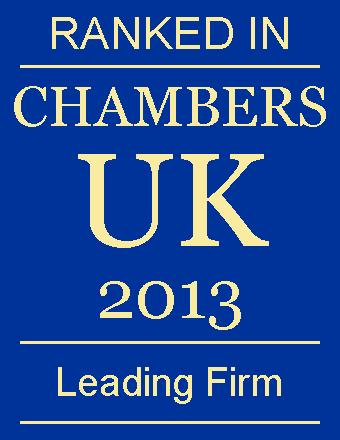 RANKED IN
CHAMBERS
UK
2013
Leading Firm